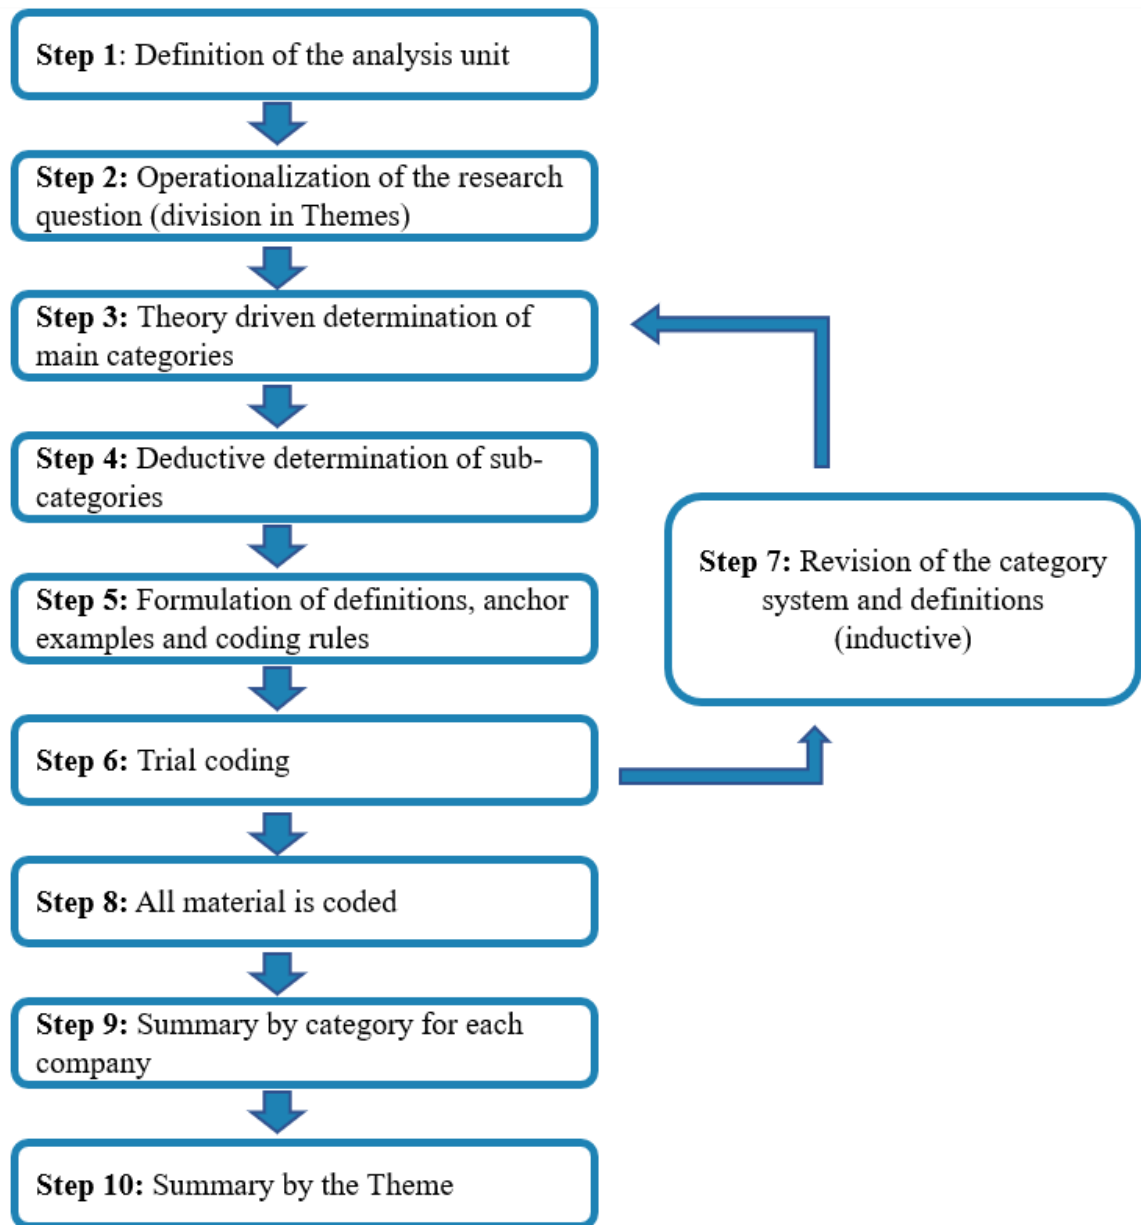 Step 1: Definition of the analysis unit
Step 2: Operationalization of the research
question (division in Themes)
Step 3: Theory driven determination of
main categories
Step 4: Deductive determination of sub-
categories
Step 5: Formulation of definitions, anchor
examples and coding rules
Step 6: Trial coding
Step 7: Revision of the category
system and definitions
(inductive)
Step 8: All material is coded
Step 9: Summary by category for each
company
Step 10: Summary by the Theme